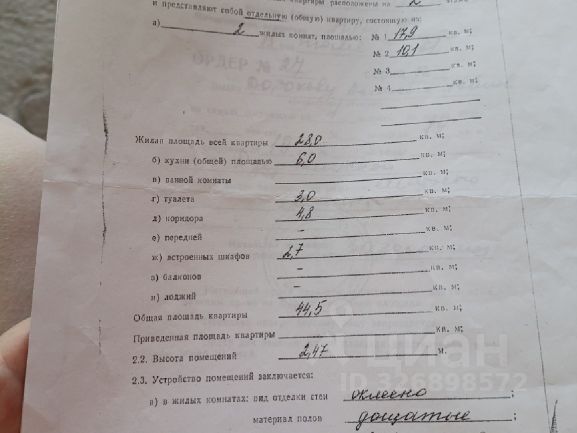 квартиры расположены на 2
и представляют собой отдельную (общую) квартиру, состоящую из:
а) 2 жилых комнат, площадью: № 1 17,9 кв. м;
№ 2 10,1 кв. м;
№ 3 кв. м;
№ 4 кв. м;
ОРДЕР №
Жилая площадь всей квартиры 28,0 кв. м;
б) кухни (общей) площадью 6,0 кв. м;
в) ванной комнаты кв. м;
г) туалета 3,0 кв. м;
д) коридора 4,8 кв. м;
е) передней - кв. м;
ж) встроенных шкафов 2,7 кв. м;
з) балконов - кв. м;
и) лоджий - кв. м;
Общая площадь квартиры 44,5 кв. м;
Приведенная площадь квартиры кв. м;
2.2. Высота помещений 2,47 м.
2.3. Устройство помещений заключается:
а) в жилых комнатах: вид отделки стен оклеено ;
материал полов дощатые ;
циан